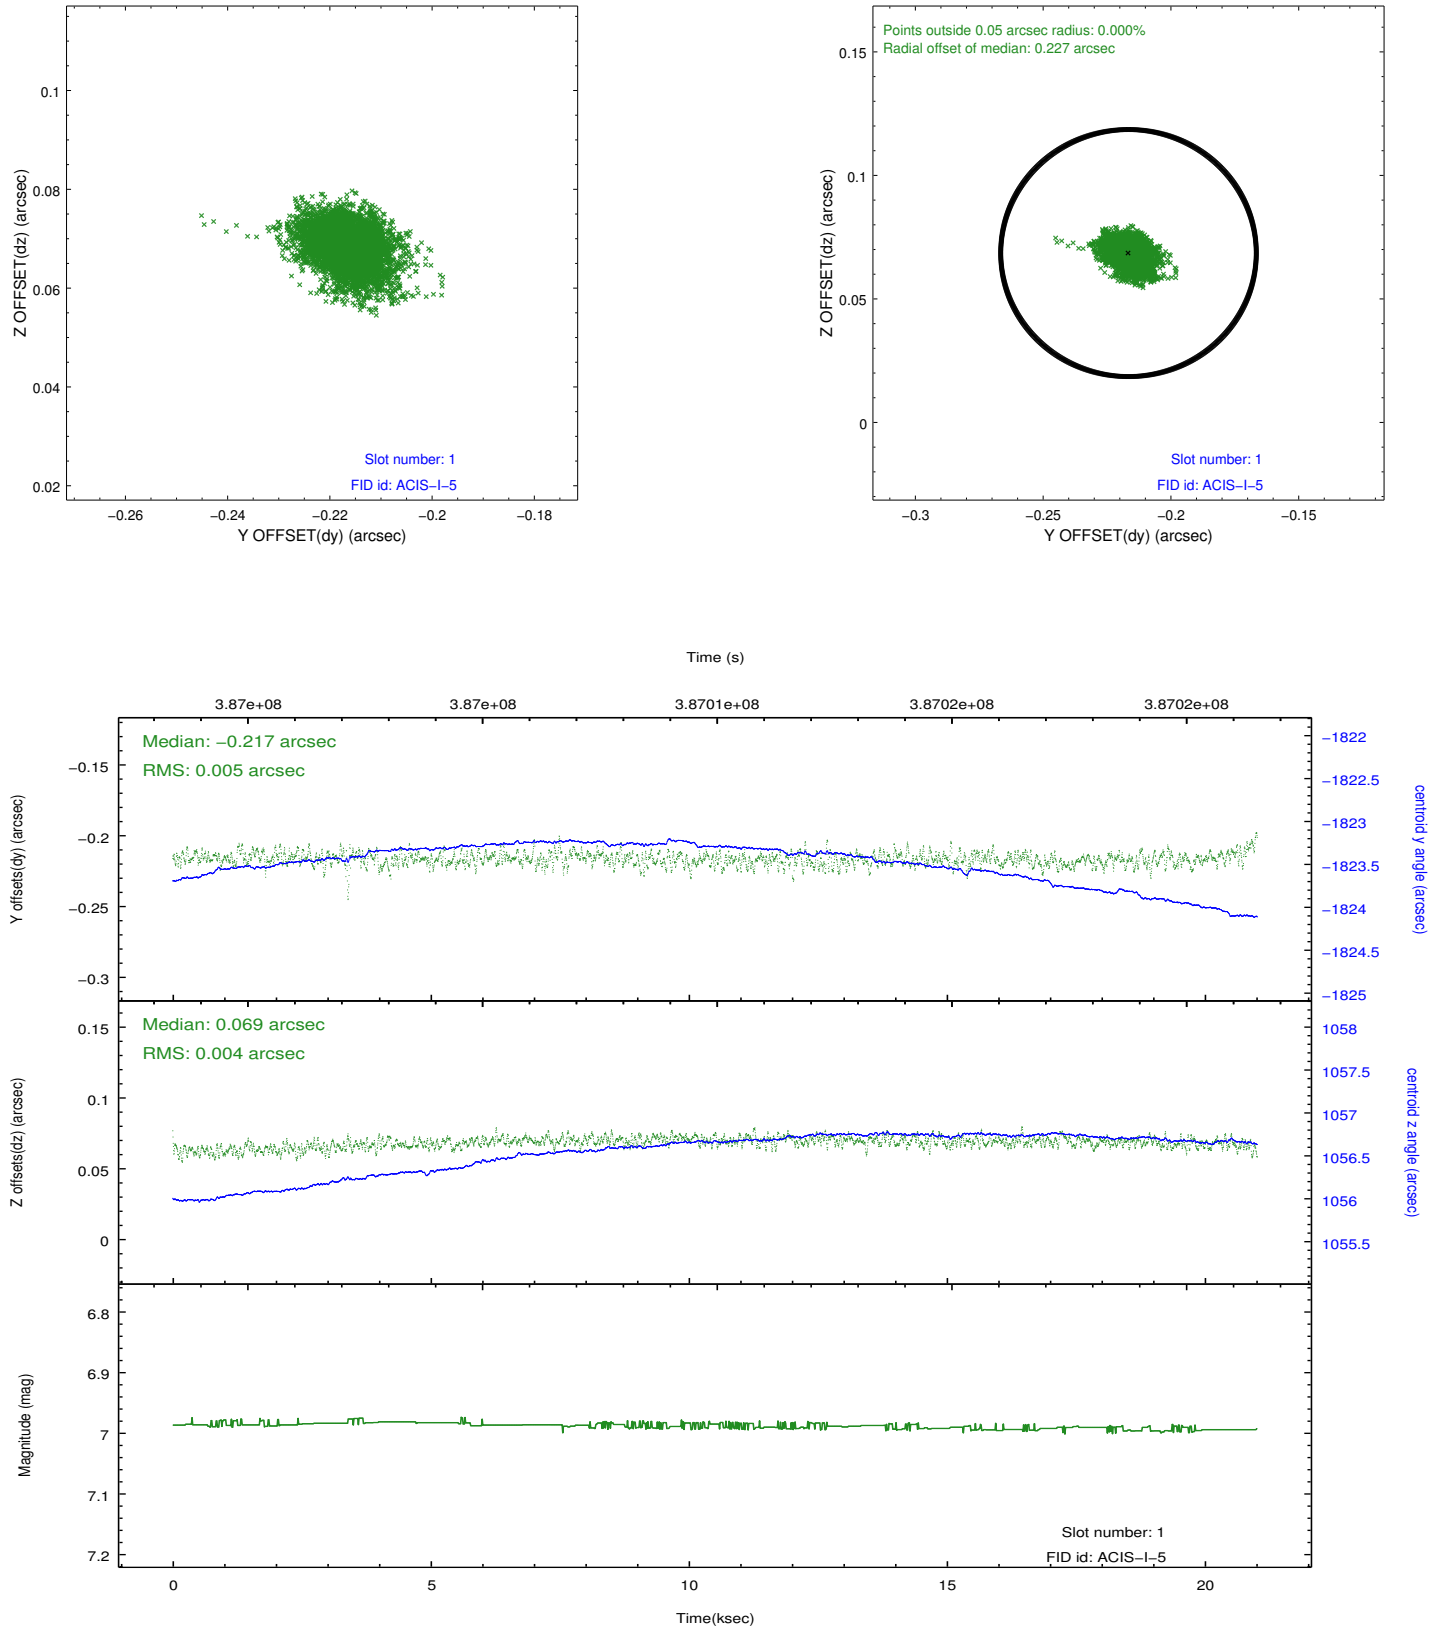 0.1
0.08
0.06
0.04
0.02
Z OFFSET(dz) (arcsec)
Slot number: 1
FID id: ACIS−I−5
−0.26
−0.24
−0.22
−0.2
−0.18
Y OFFSET(dy) (arcsec)
Points outside 0.05 arcsec radius: 0.000%
Radial offset of median: 0.227 arcsec
0.15
0.1
0.05
0
Z OFFSET(dz) (arcsec)
Slot number: 1
FID id: ACIS−I−5
−0.3
−0.25
−0.2
−0.15
Y OFFSET(dy) (arcsec)
Time (s)
3.87e+08
3.87e+08
3.8701e+08
3.8702e+08
3.8702e+08
Median: −0.217 arcsec
RMS: 0.005 arcsec
−0.15
−0.2
−0.25
−0.3
Y offsets(dy) (arcsec)
−1822
−1822.5
−1823
−1823.5
−1824
−1824.5
−1825
centroid y angle (arcsec)
Median: 0.069 arcsec
RMS: 0.004 arcsec
0.15
0.1
0.05
0
Z offsets(dz) (arcsec)
1058
1057.5
1057
1056.5
1056
1055.5
centroid z angle (arcsec)
6.8
6.9
7
7.1
7.2
Magnitude (mag)
Slot number: 1
FID id: ACIS−I−5
0
5
10
15
20
Time(ksec)